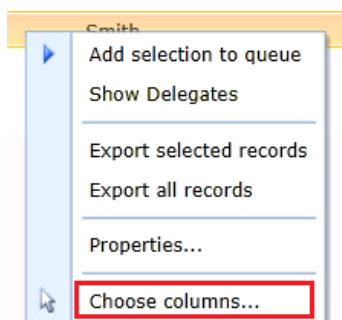 Smith
Add selection to queue
Show Delegates
Export selected records
Export all records
Properties...
Choose columns...